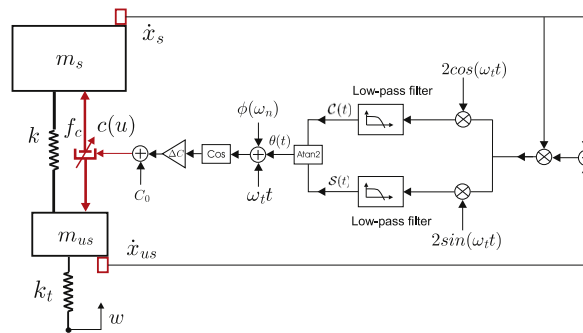 ẋ_s
m_s
2cos(ω_t t)
Low-pass filter
ϕ(ω_n)
C(t)
k
f_c
c(u)
θ(t)
ΔC
Cos
Atan2
C_0
ω_t t
S(t)
m_us
Low-pass filter
2sin(ω_t t)
ẋ_us
k_t
w